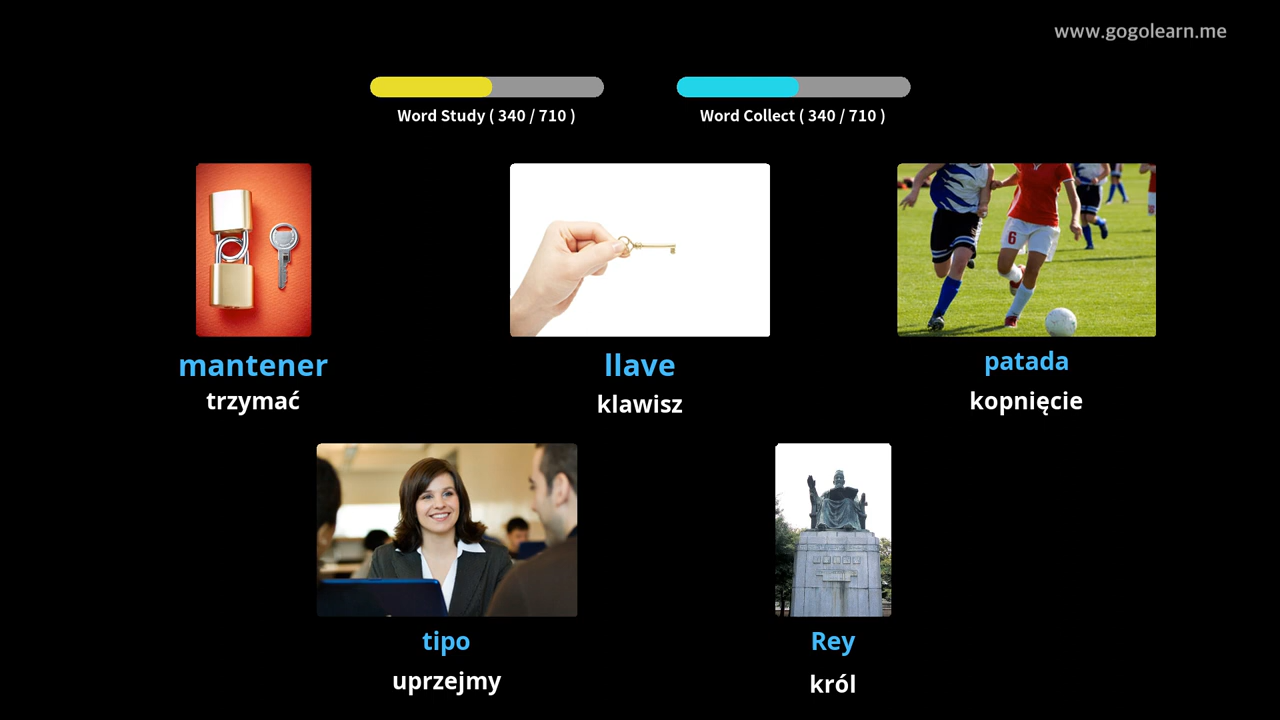 www.gogolearn.me
Word Study ( 340 / 710 )
Word Collect ( 340 / 710 )
6
mantener
trzymać
llave
klawisz
patada
kopnięcie
tipo
uprzejmy
Rey
król